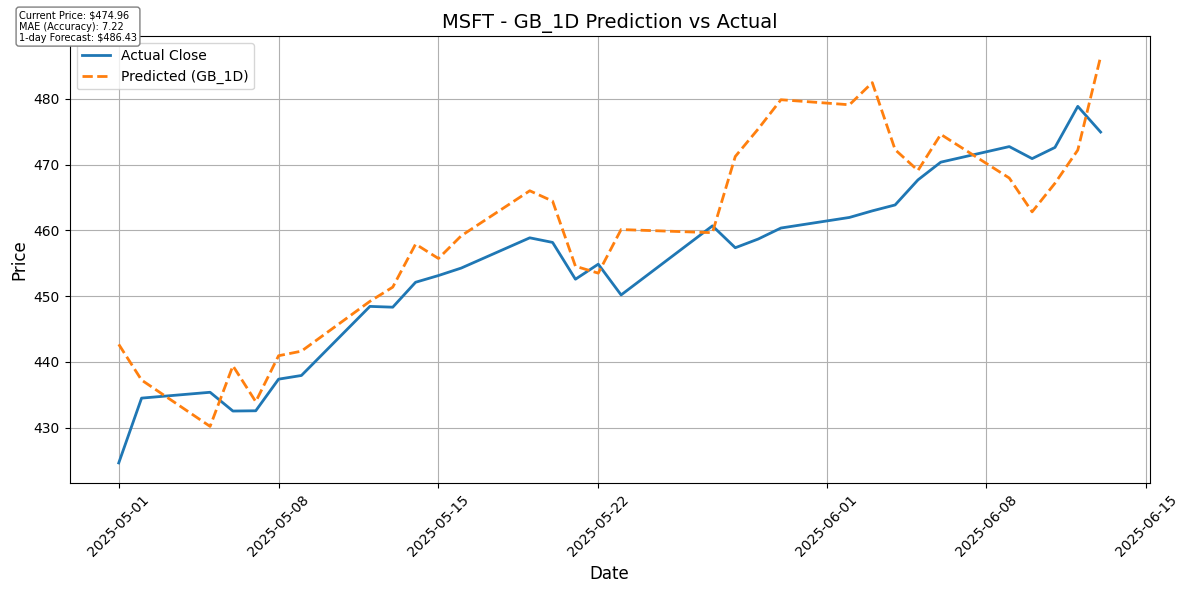 MSFT - GB_1D Prediction vs Actual
Current Price: $474.96
MAE (Accuracy): 7.22
1-day Forecast: $486.43
Actual Close
Predicted (GB_1D)
Price
480
470
460
450
440
430
2025-05-01
2025-05-08
2025-05-15
2025-05-22
2025-06-01
2025-06-08
2025-06-15
Date